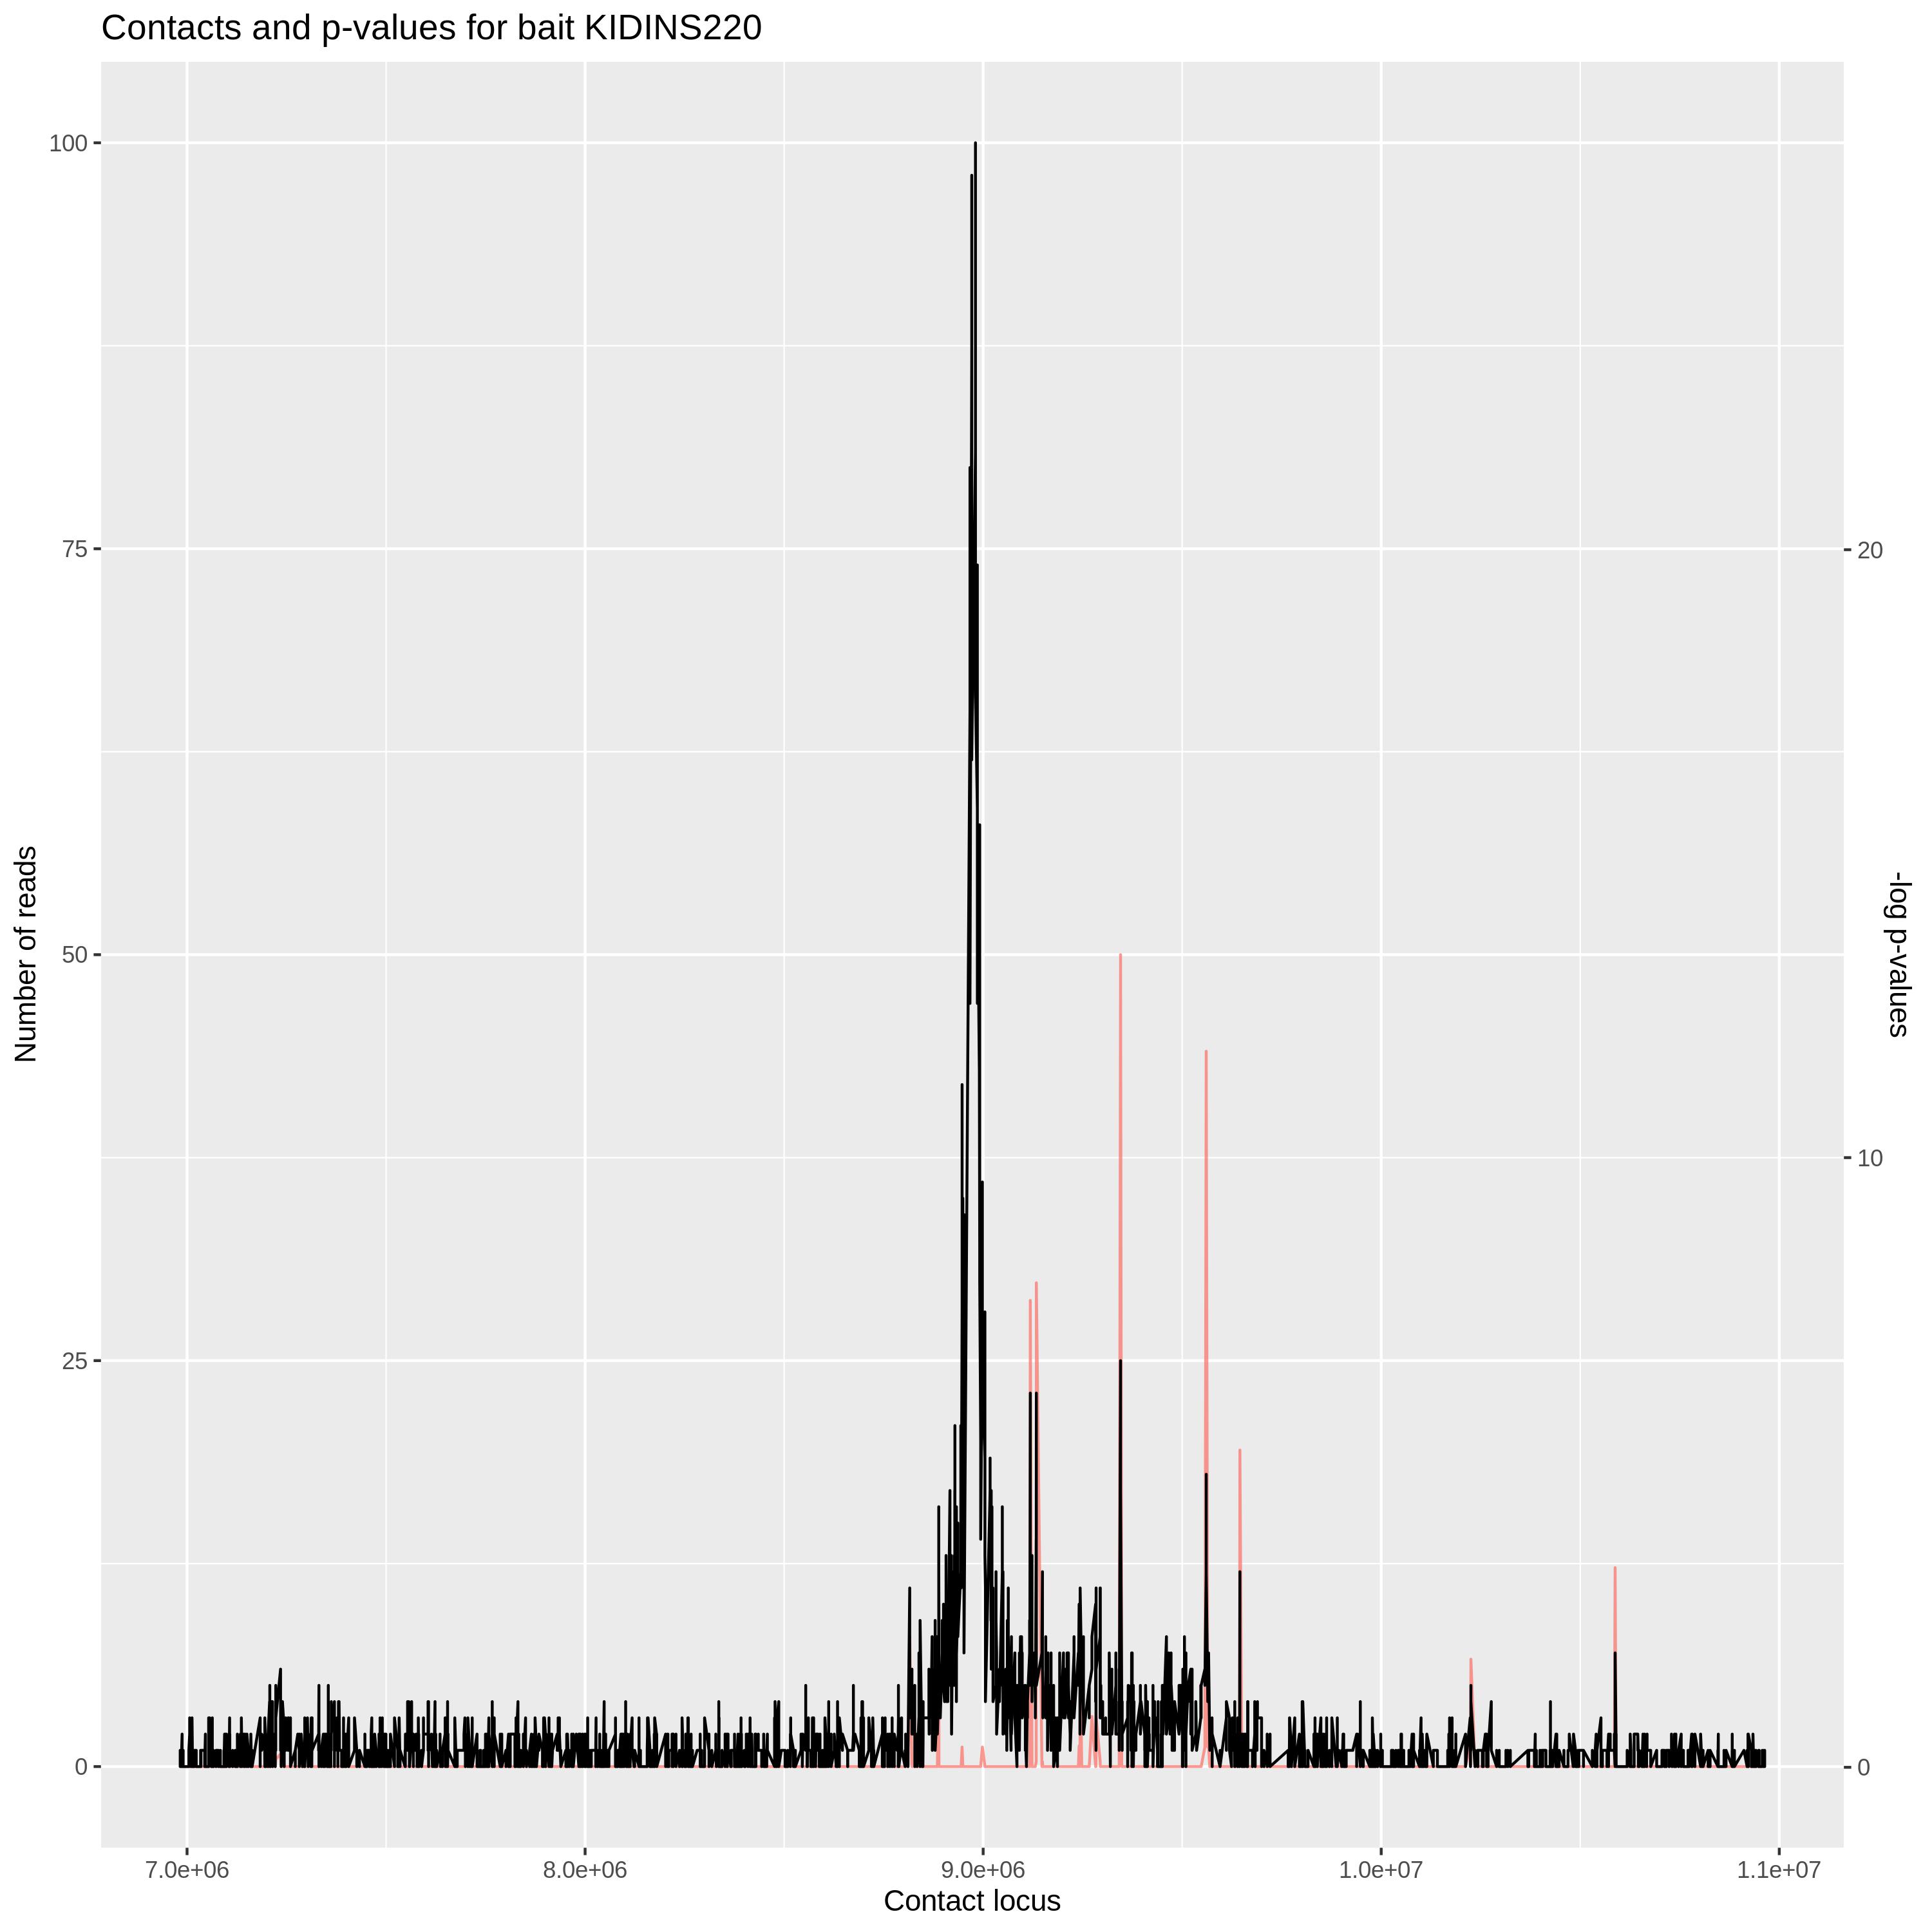 Contacts and p-values for bait KIDINS220
100
75
50
25
0
Number of reads
20
10
0
-log p-values
7.0e+06
8.0e+06
9.0e+06
1.0e+07
1.1e+07
Contact locus